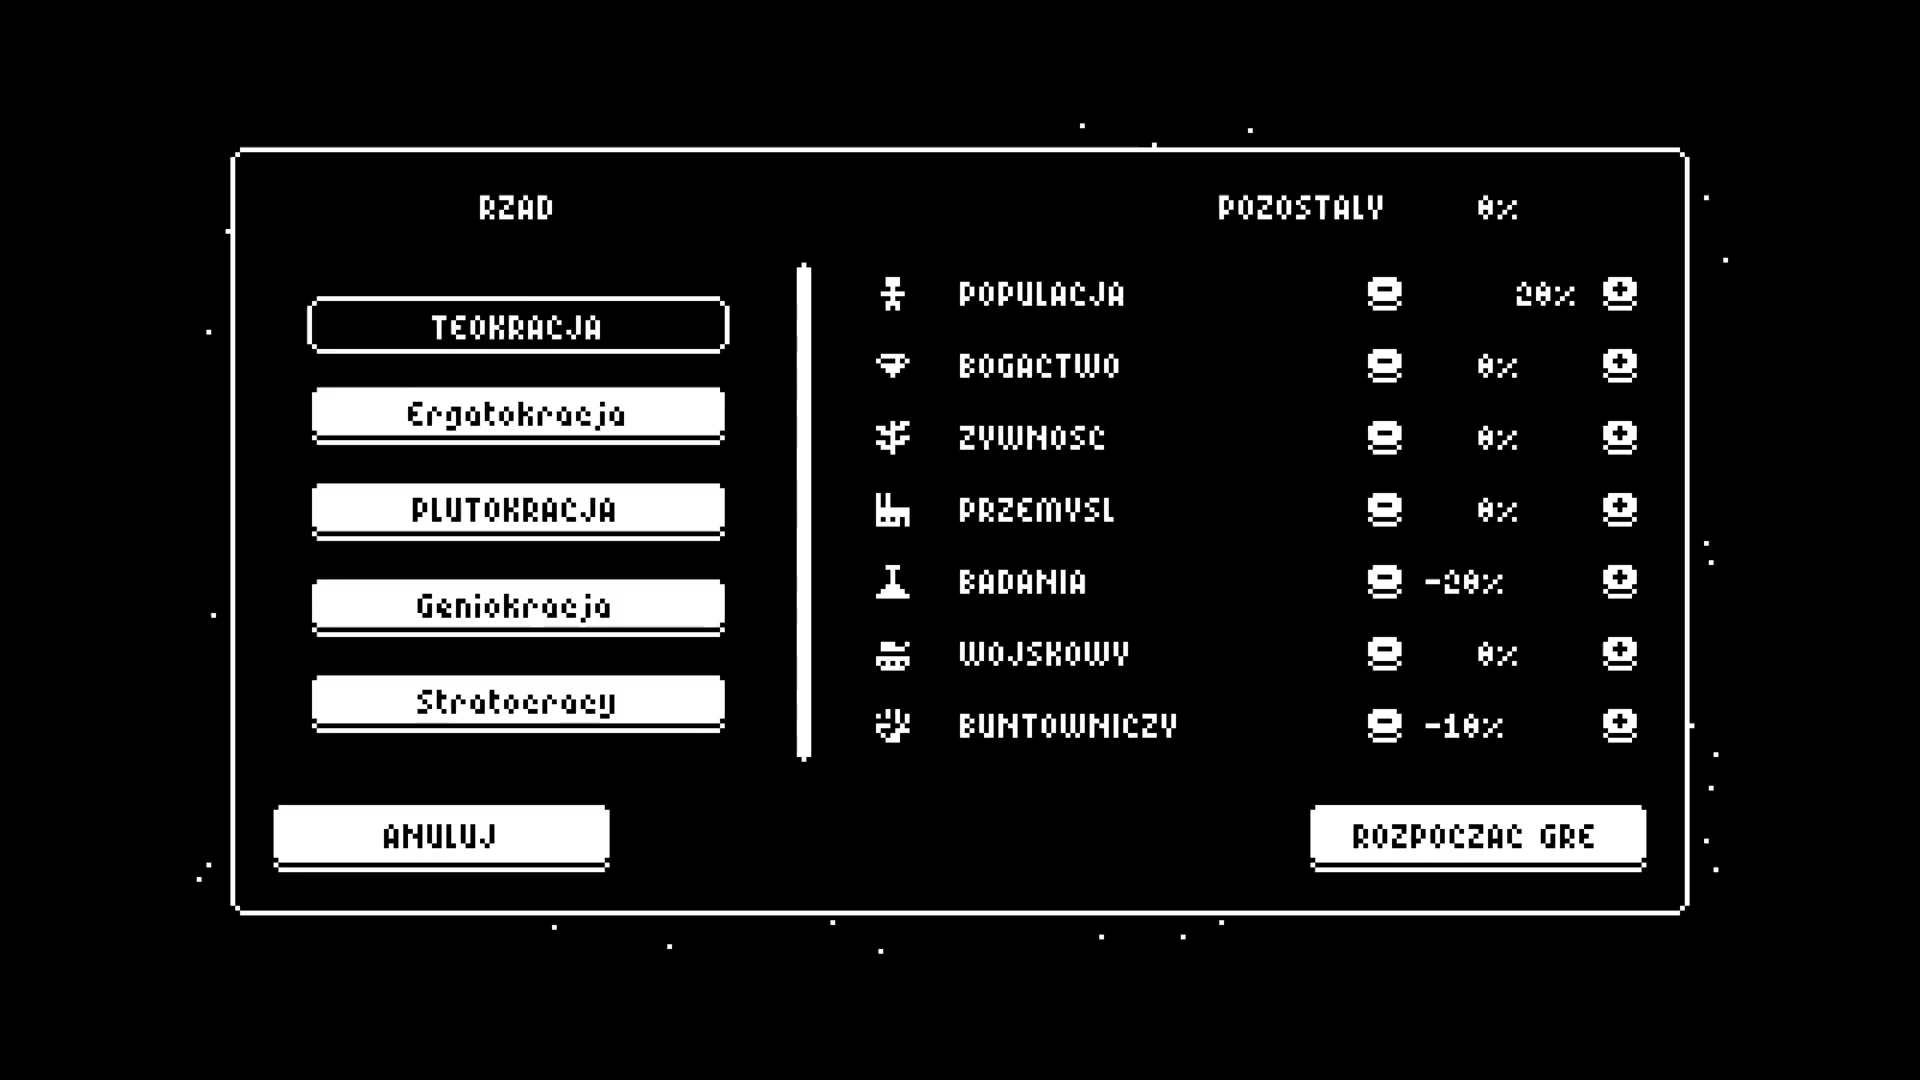 RZAD
TEOKRACJA
Ergatokracja
PLUTOKRACJA
Geniokracja
Stratocracy
ANULUJ
POZOSTALY 0%
POPULACJA - 20% +
BOGACTWO - 0% +
ZYWNOSC - 0% +
PRZEMYSL - 0% +
BADANIA - -20% +
WOJSKOWY - 0% +
BUNTOWNICZY - -10% +
ROZPOCZAC GRE